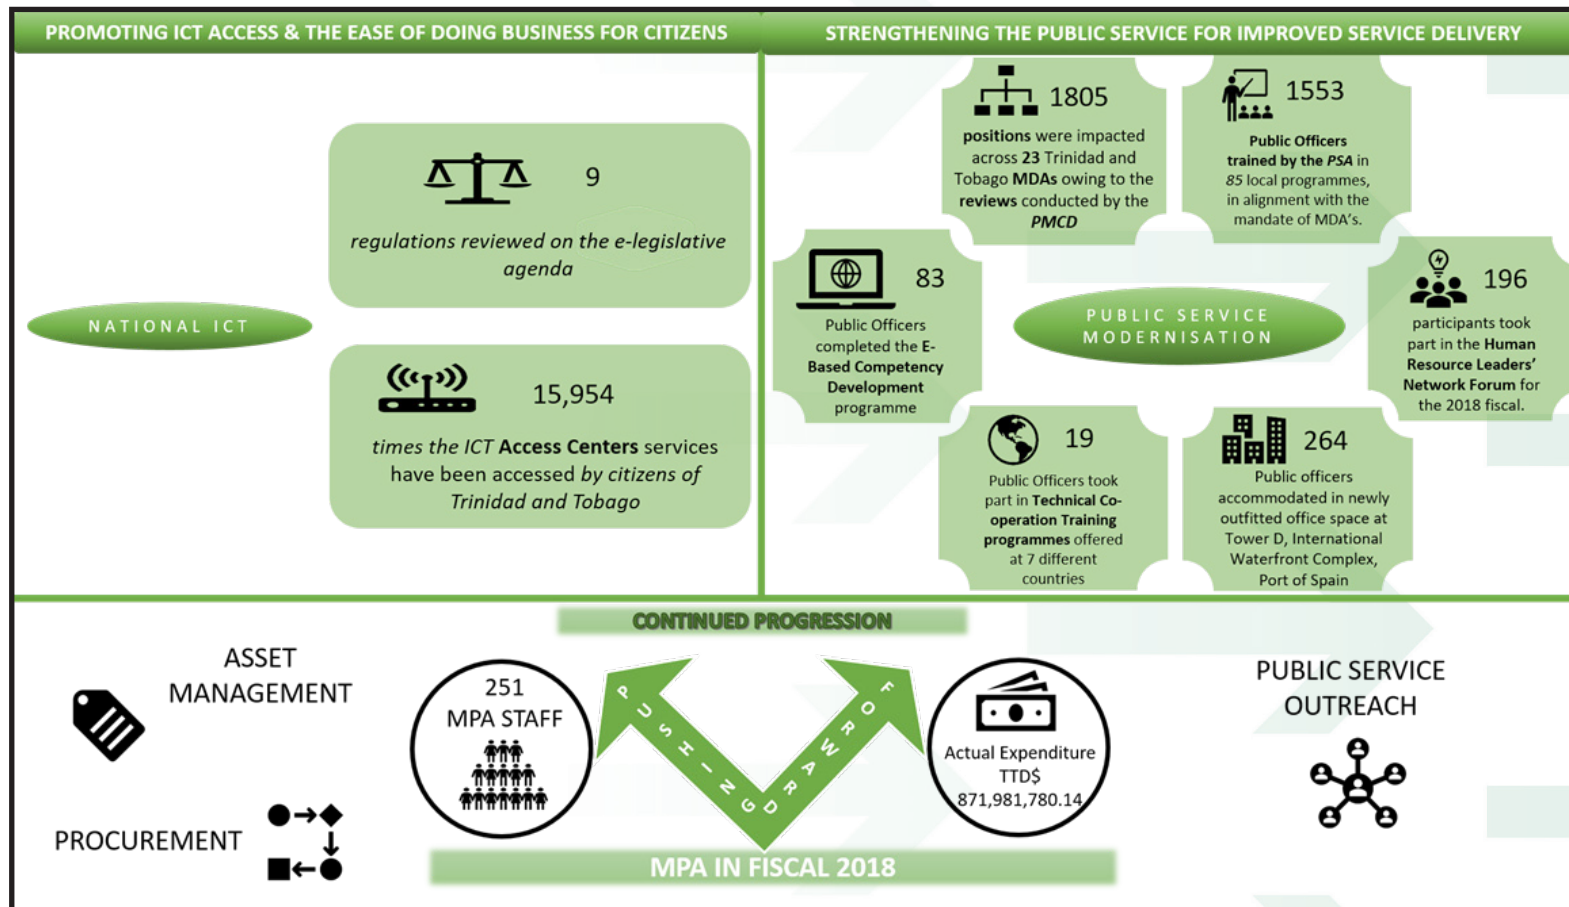 PROMOTING ICT ACCESS & THE EASE OF DOING BUSINESS FOR CITIZENS
9
regulations reviewed on the e-legislative
agenda
NATIONAL ICT
15,954
times the ICT Access Centers services
have been accessed by citizens of
Trinidad and Tobago
STRENGTHENING THE PUBLIC SERVICE FOR IMPROVED SERVICE DELIVERY
1805
positions were impacted
across 23 Trinidad and
Tobago MDAs owing to the
reviews conducted by the
PMCD
1553
Public Officers
trained by the PSA in
85 local programmes,
in alignment with the
mandate of MDA's.
83
Public Officers
completed the E-
Based Competency
Development
programme
PUBLIC SERVICE
MODERNISATION
196
participants took
part in the Human
Resource Leaders'
Network Forum for
the 2018 fiscal.
19
Public Officers took
part in Technical Co-
operation Training
programmes offered
at 7 different
countries
264
Public officers
accommodated in newly
outfitted office space at
Tower D, International
Waterfront Complex,
Port of Spain
CONTINUED PROGRESSION
ASSET
MANAGEMENT
PROCUREMENT
251
MPA STAFF
PUSHING
FORWARD
Actual Expenditure
TTD$
871,981,780.14
PUBLIC SERVICE
OUTREACH
MPA IN FISCAL 2018